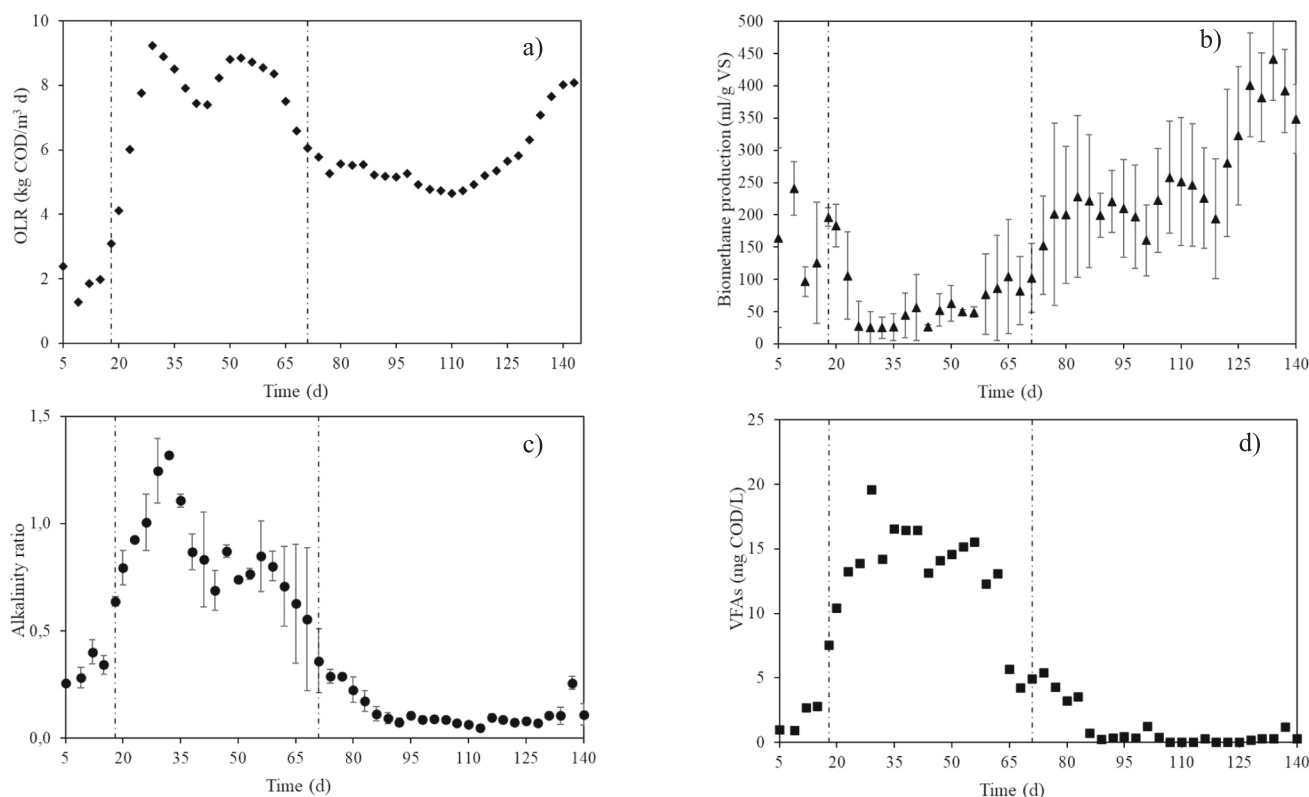 a)
OLR (kg COD/m³ d)
10
8
6
4
2
0
5 20 35 50 65 80 95 110 125 140
Time (d)
b)
Biomethane production (ml/g VS)
500
450
400
350
300
250
200
150
100
50
0
5 20 35 50 65 80 95 110 125 140
Time (d)
c)
Alkalinity ratio
1,5
1,0
0,5
0,0
5 20 35 50 65 80 95 110 125 140
Time (d)
d)
VFAs (mg COD/L)
25
20
15
10
5
0
5 20 35 50 65 80 95 110 125 140
Time (d)